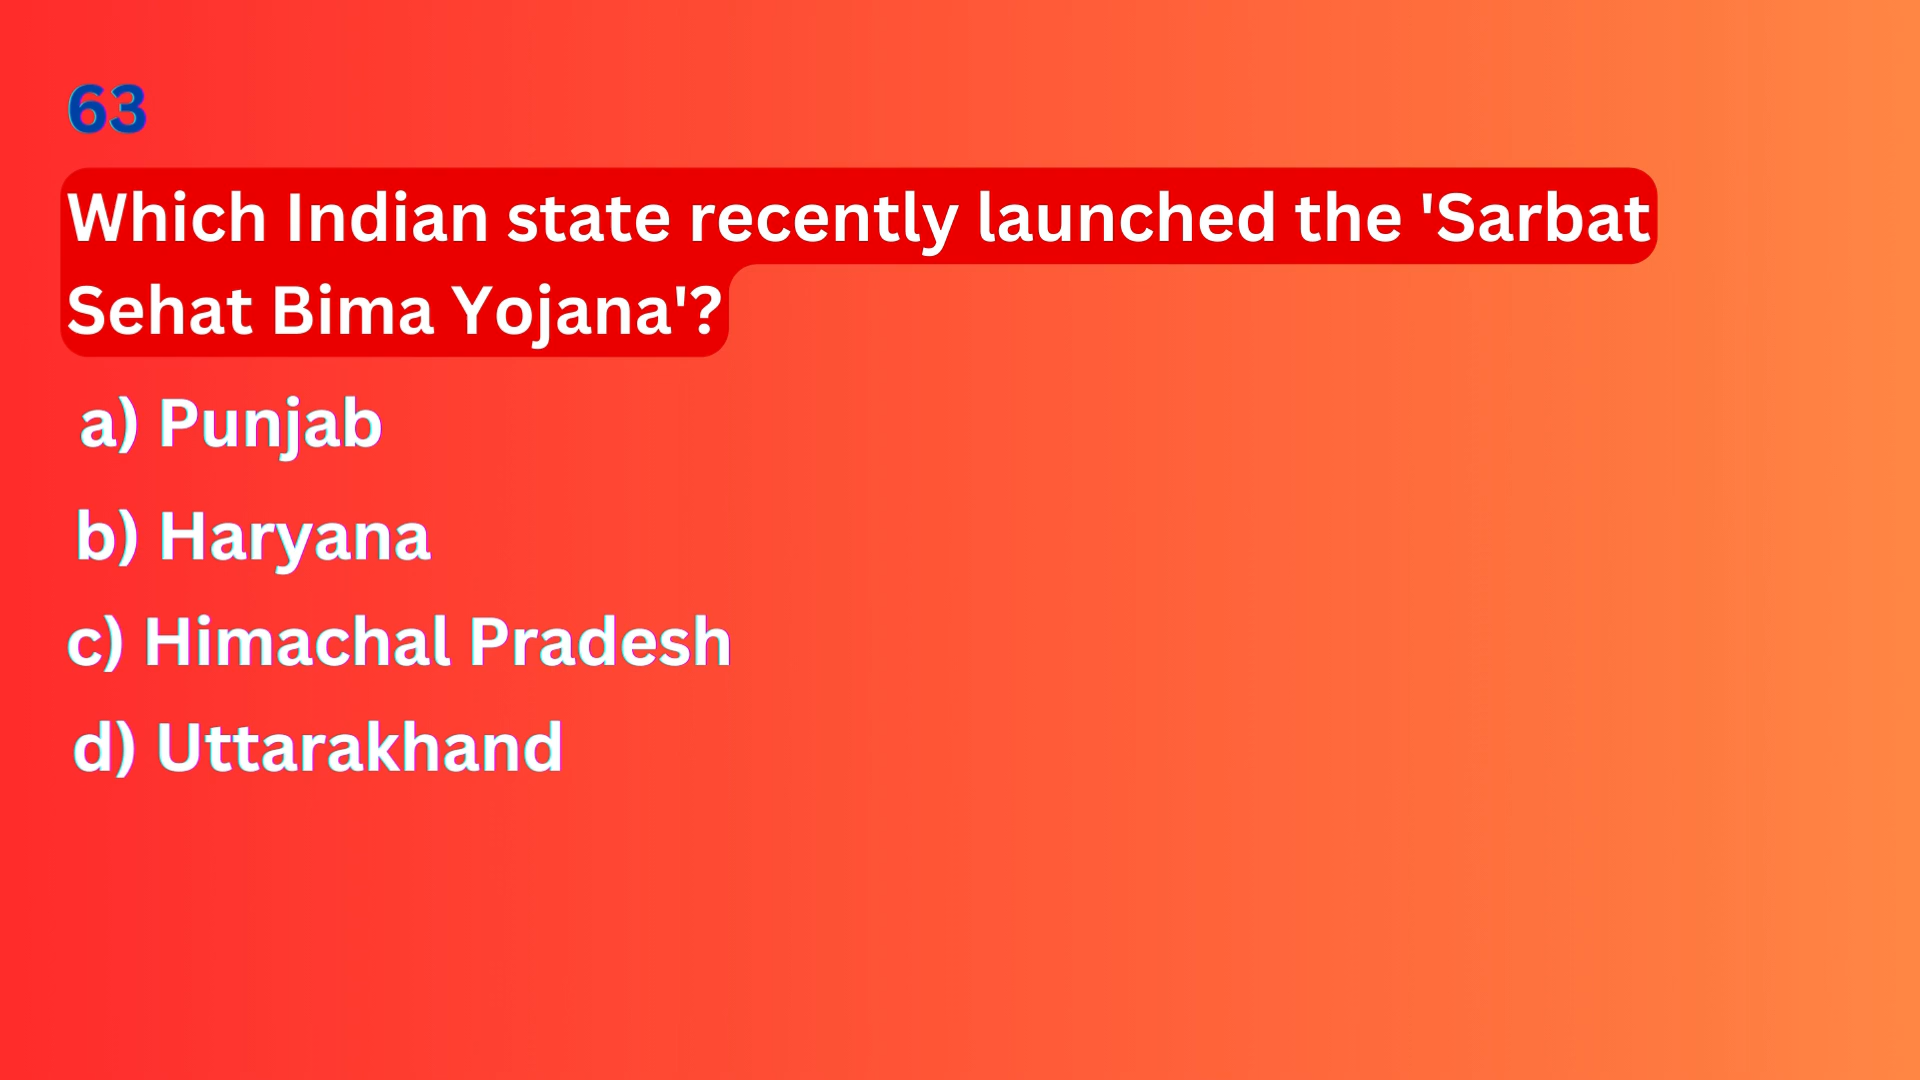 63
Which Indian state recently launched the 'Sarbat
Sehat Bima Yojana'?
a) Punjab
b) Haryana
c) Himachal Pradesh
d) Uttarakhand